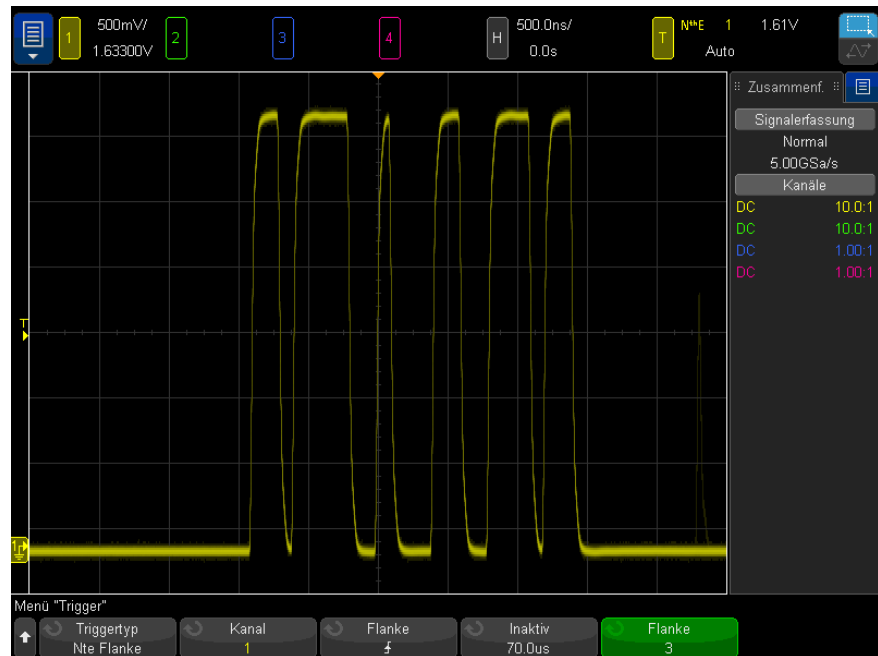 1 500mV/ 2 3 4 H 500.0ns/ T NthE 1 1.61V
1.63300V 0.0s Auto
Zusammenf.
Signalerfassung
Normal
5.00GSa/s
Kanäle
DC 10.0:1
DC 10.0:1
DC 1.00:1
DC 1.00:1
T
1
Menü "Trigger"
Triggertyp Kanal Flanke Inaktiv Flanke
Nte Flanke 1 70.0us 3